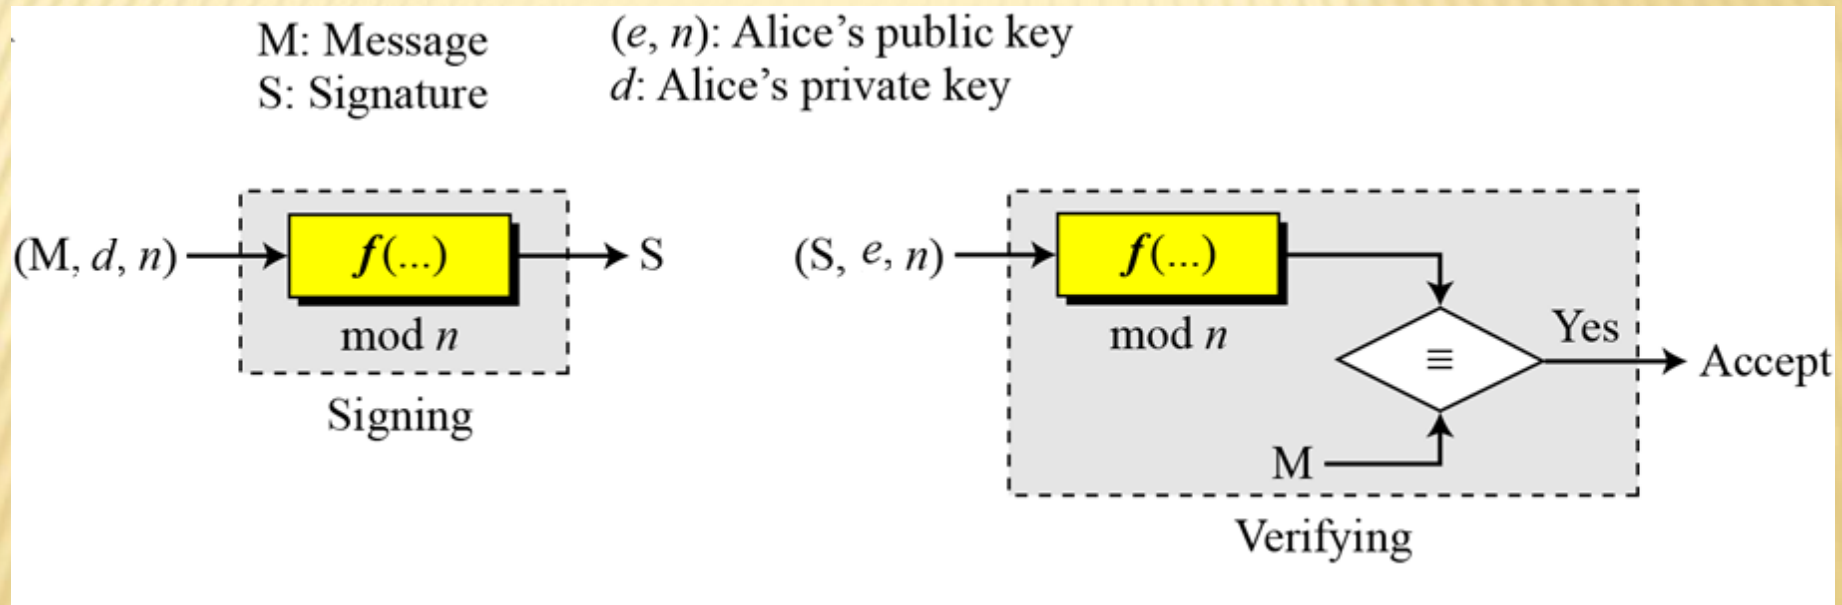 M: Message
S: Signature
(e, n): Alice’s public key
d: Alice’s private key
(M, d, n)
f(...)
mod n
S
Signing
(S, e, n)
f(...)
mod n
≡
Yes
Accept
M
Verifying